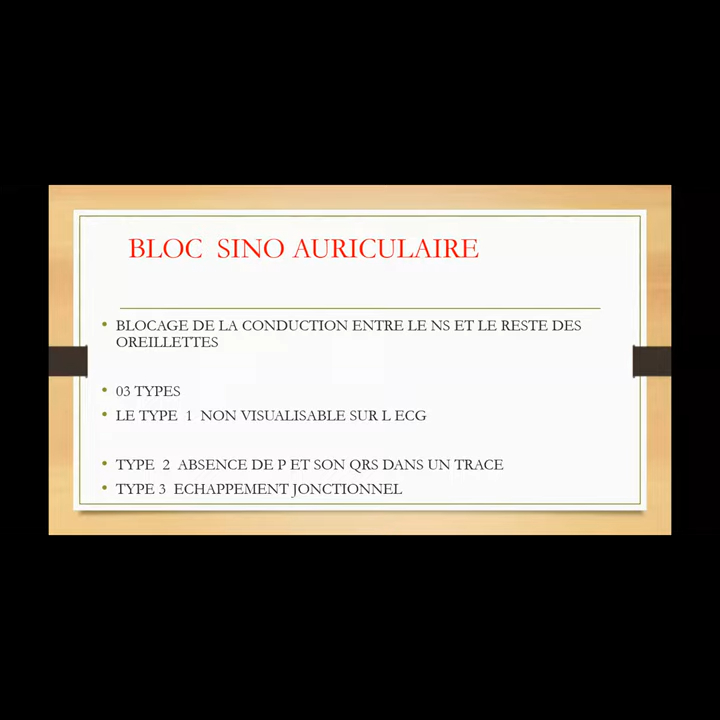 BLOC SINO AURICULAIRE
• BLOCAGE DE LA CONDUCTION ENTRE LE NS ET LE RESTE DES
OREILLETTES
• 03 TYPES
• LE TYPE 1 NON VISUALISABLE SUR L ECG
• TYPE 2 ABSENCE DE P ET SON QRS DANS UN TRACE
• TYPE 3 ECHAPPEMENT JONCTIONNEL